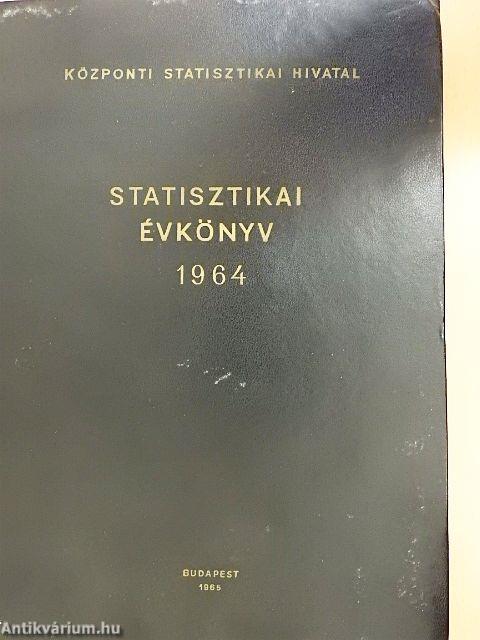 KÖZPONTI STATISZTIKAI HIVATAL
STATISZTIKAI
ÉVKÖNYV
1964
BUDAPEST
1965
Antikvárium.hu